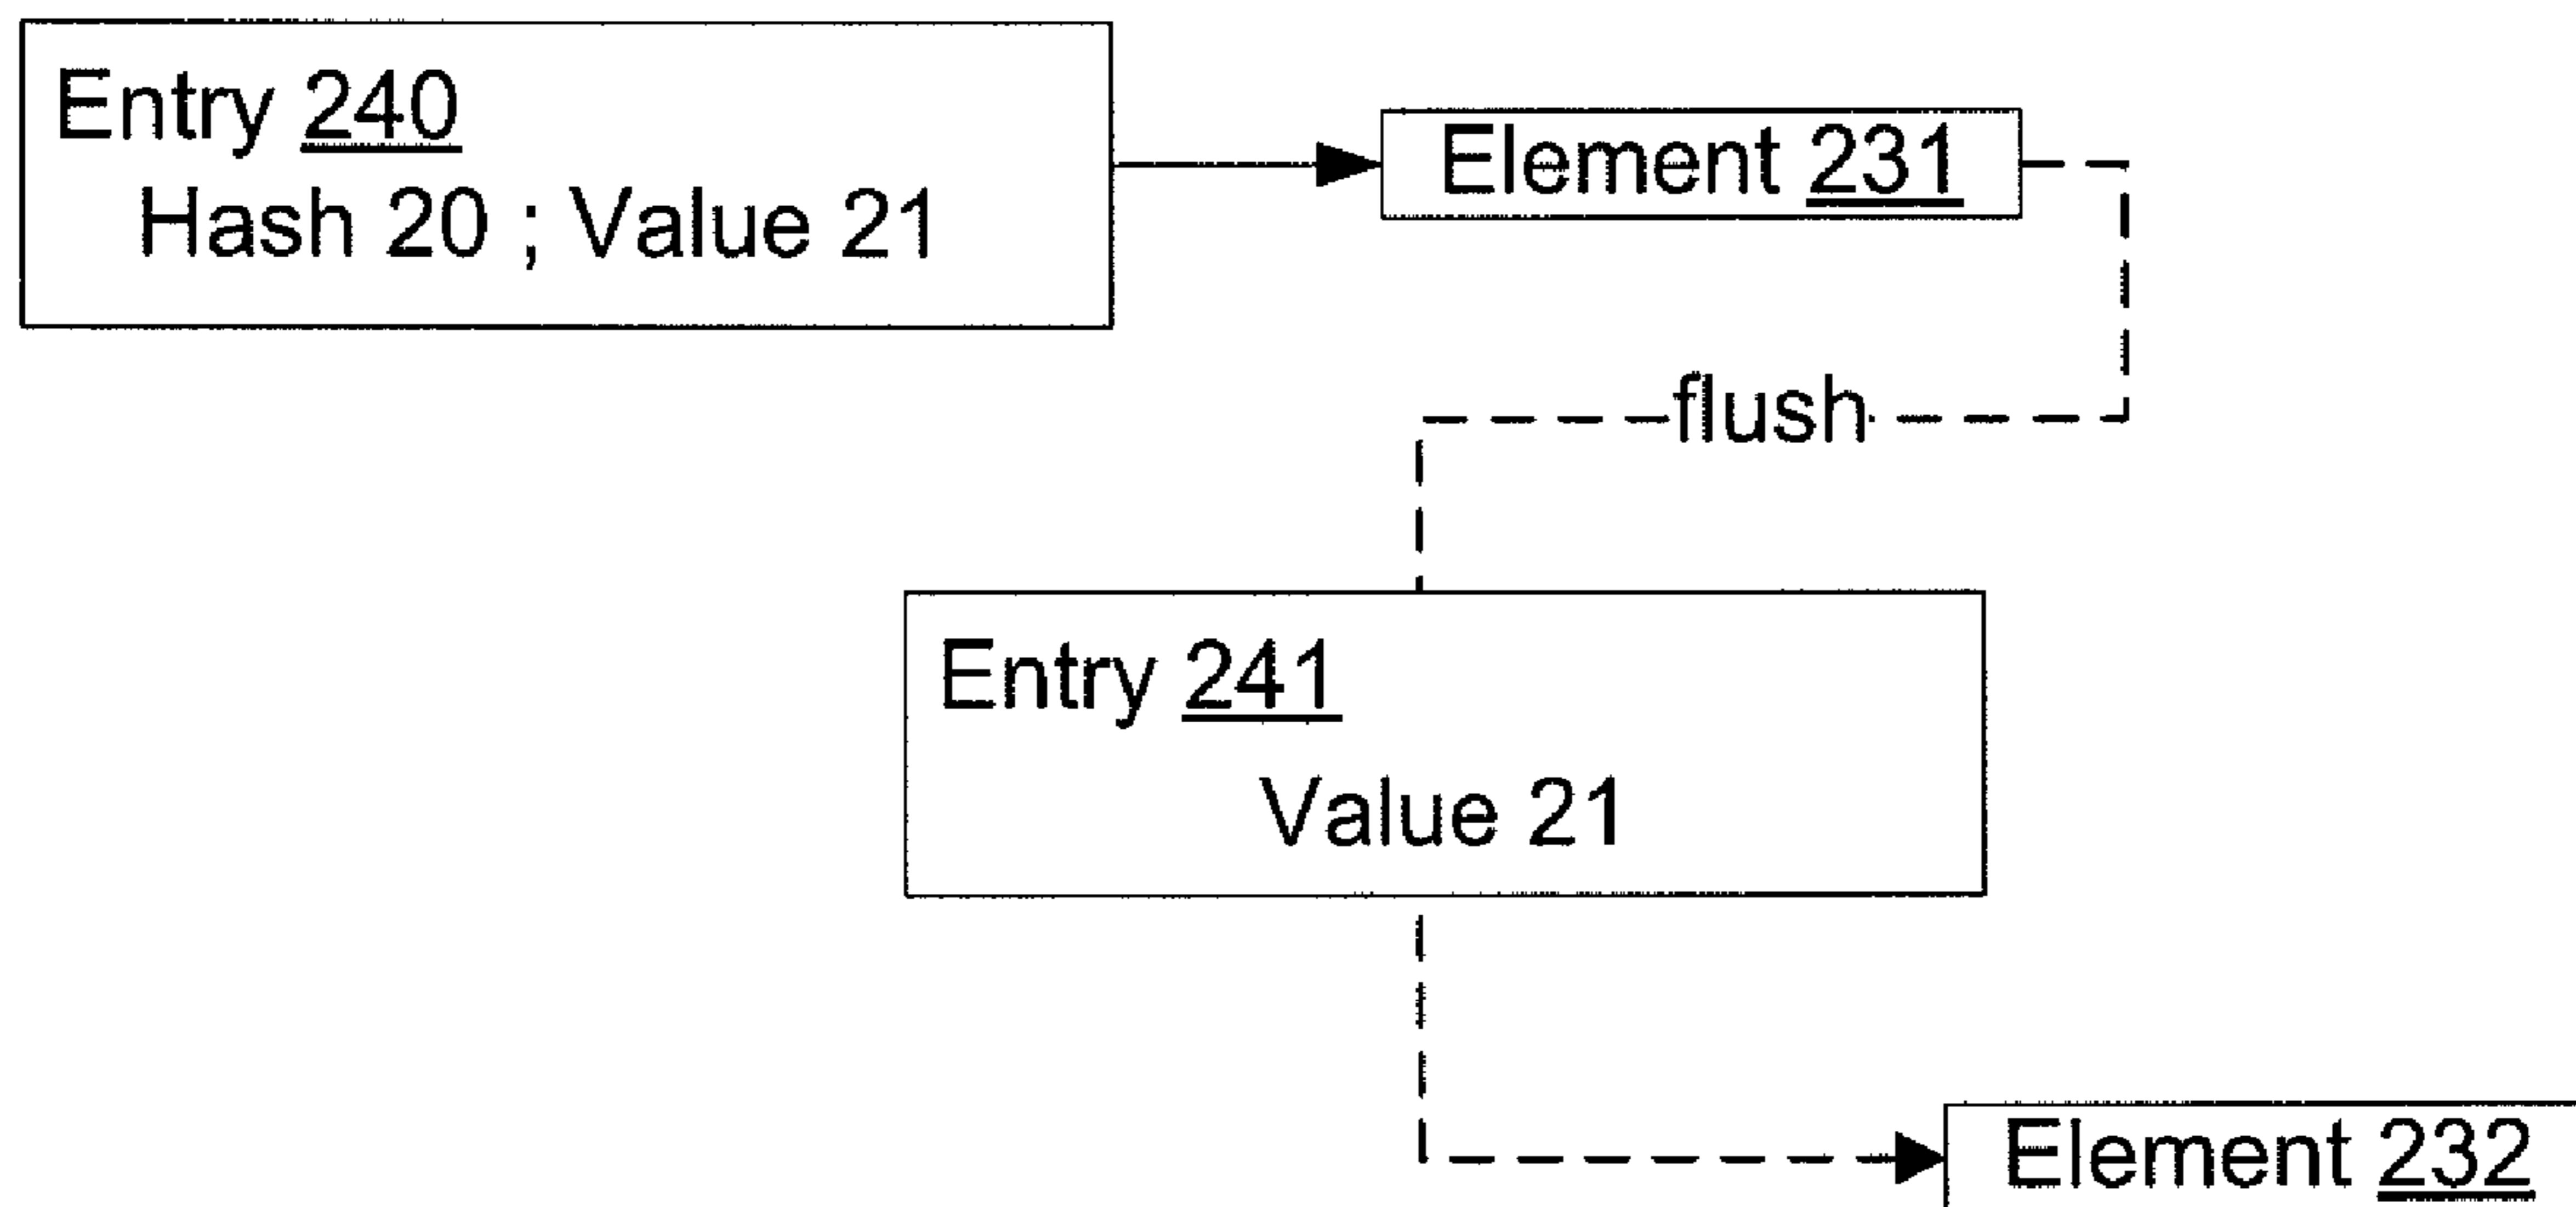 Entry 240
Hash 20 ; Value 21
Element 231
flush
Entry 241
Value 21
Element 232